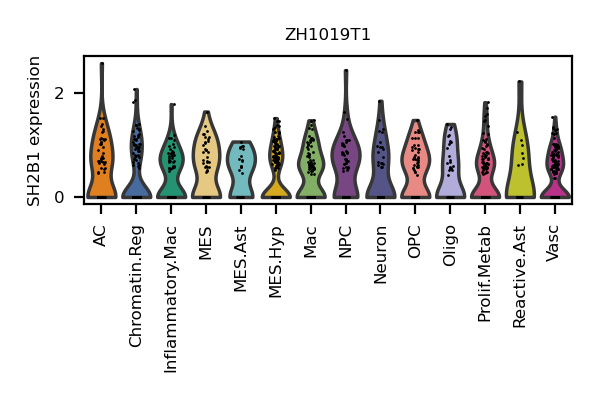 ZH1019T1
SH2B1 expression
2
0
AC
Chromatin.Reg
Inflammatory.Mac
MES
MES.Ast
MES.Hyp
Mac
NPC
Neuron
OPC
Oligo
Prolif.Metab
Reactive.Ast
Vasc